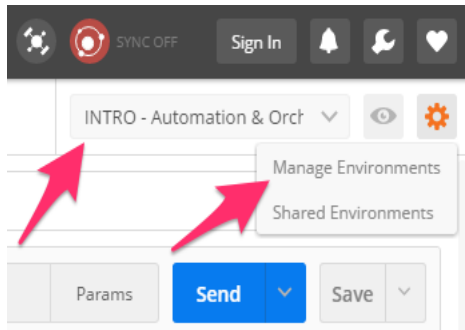 SYNC OFF
Sign In
INTRO - Automation & Orch
Manage Environments
Shared Environments
Params
Send
Save